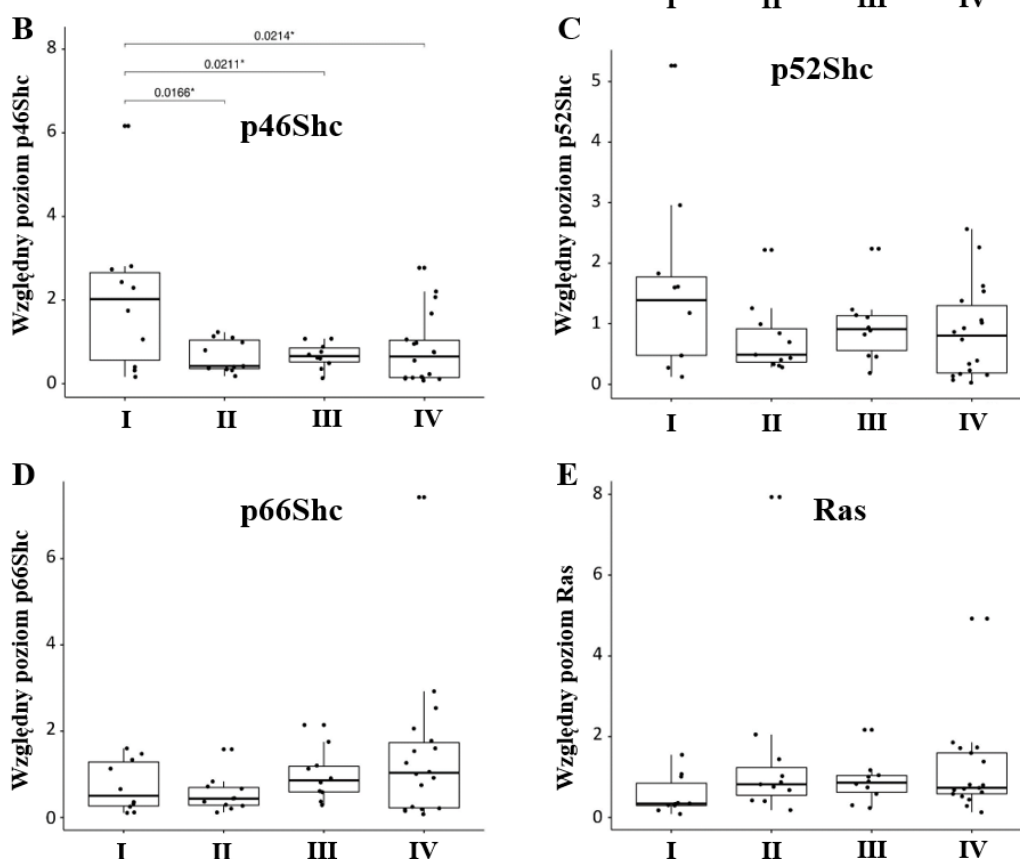 I II III IV
B
C
8
6
4
2
0
Względny poziom p46Shc
0.0214*
0.0211*
0.0166*
p46Shc
I II III IV
5
4
3
2
1
0
Względny poziom p52Shc
p52Shc
I II III IV
D
E
6
4
2
0
Względny poziom p66Shc
p66Shc
I II III IV
8
6
4
2
0
Względny poziom Ras
Ras
I II III IV